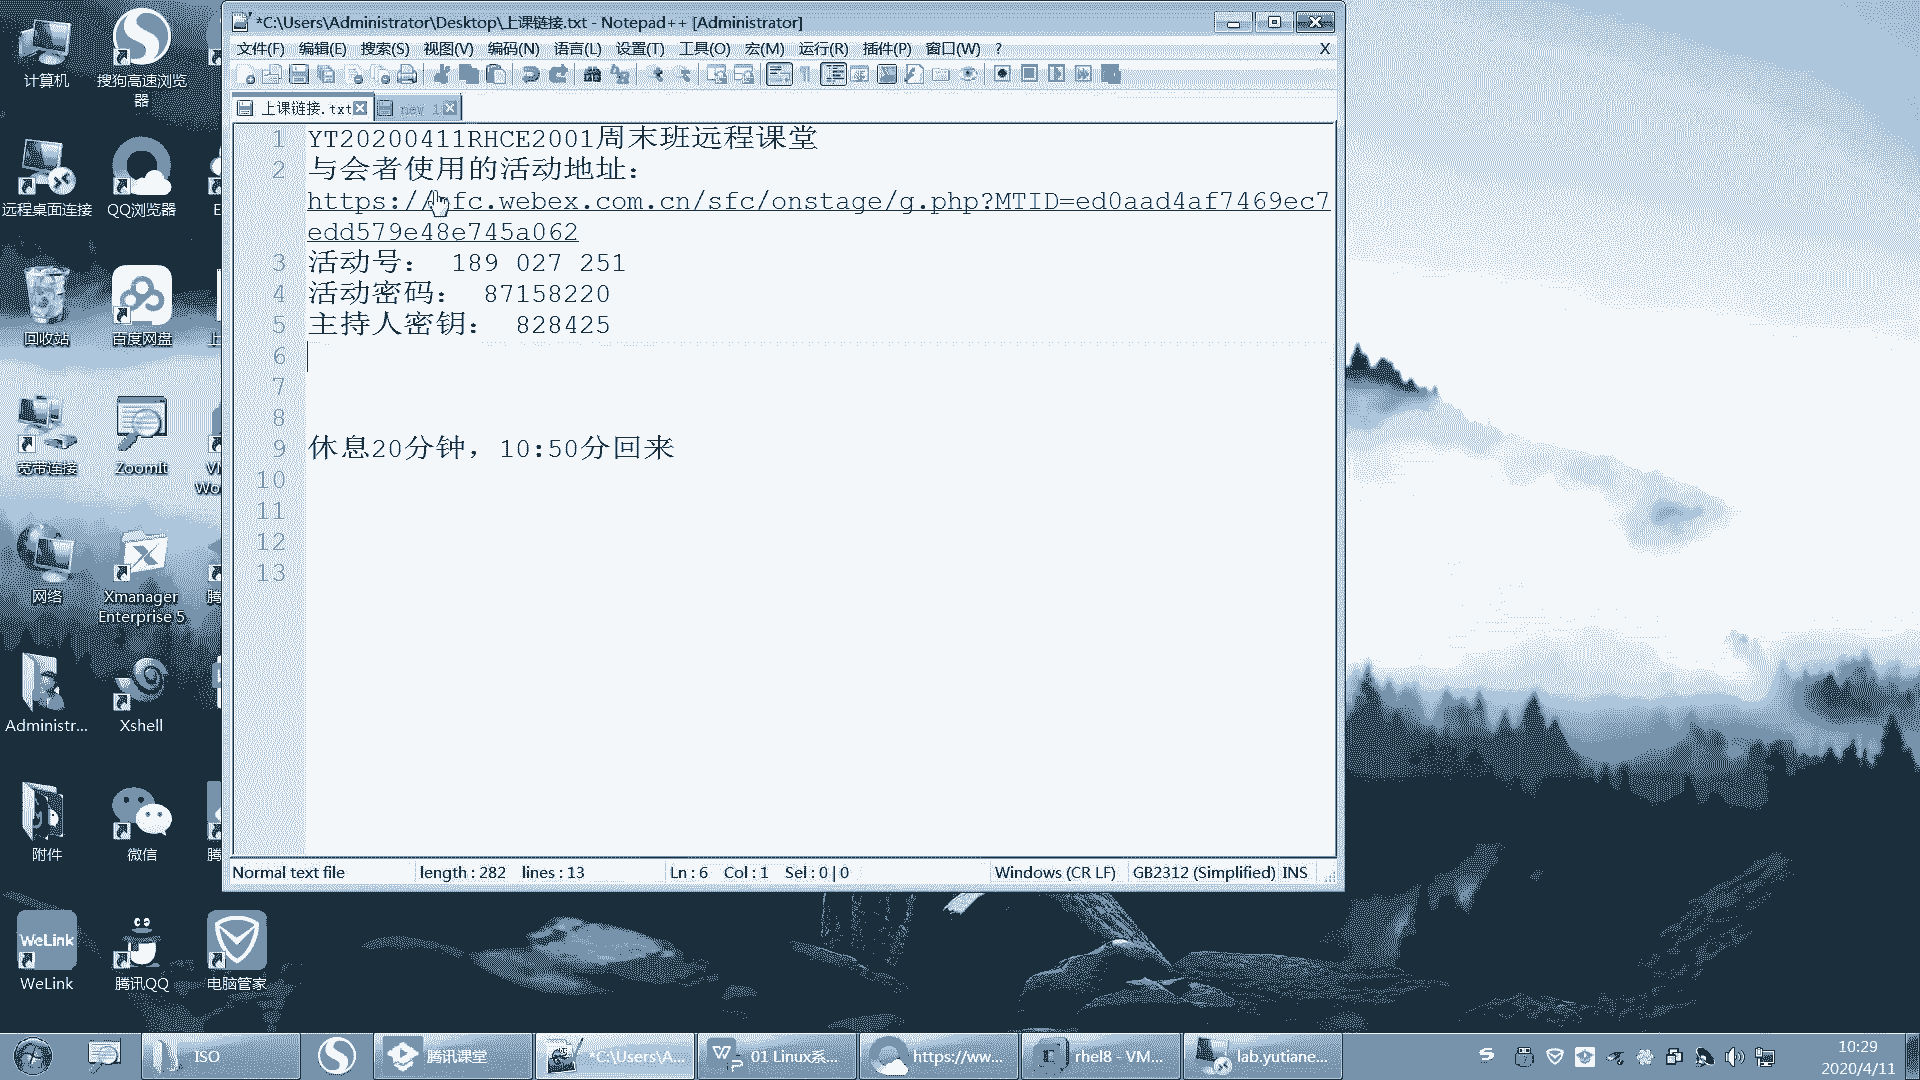 *C:\Users\Administrator\Desktop\上课链接.txt - Notepad++ [Administrator]
文件(F) 编辑(E) 搜索(S) 视图(V) 编码(N) 语言(L) 设置(T) 工具(O) 宏(M) 运行(R) 插件(P) 窗口(W) ? X
上课链接.txt new 1
1 YT20200411RHCE2001周末班远程课堂
2 与会者使用的活动地址：
https://sfc.webex.com.cn/sfc/onstage/g.php?MTID=ed0aad4af7469ec7
edd579e48e745a062
3 活动号： 189 027 251
4 活动密码： 87158220
5 主持人密钥： 828425
6
7
8
9 休息20分钟，10:50分回来
10
11
12
13
Normal text file length : 282 lines : 13 Ln : 6 Col : 1 Sel : 0 | 0 Windows (CR LF) GB2312 (Simplified) INS
计算机
搜狗高速浏览
器
远程桌面连接
QQ浏览器
E
回收站
百度网盘
上
宽带连接
ZoomIt
VM
Wo
网络
Xmanager
Enterprise 5
腾
Administr...
Xshell
附件
微信
腾
WeLink
WeLink
腾讯QQ
电脑管家
ISO
腾讯课堂
*C:\Users\A...
01 Linux系...
https://ww...
rhel8 - VM...
lab.yutiane...
10:29
2020/4/11